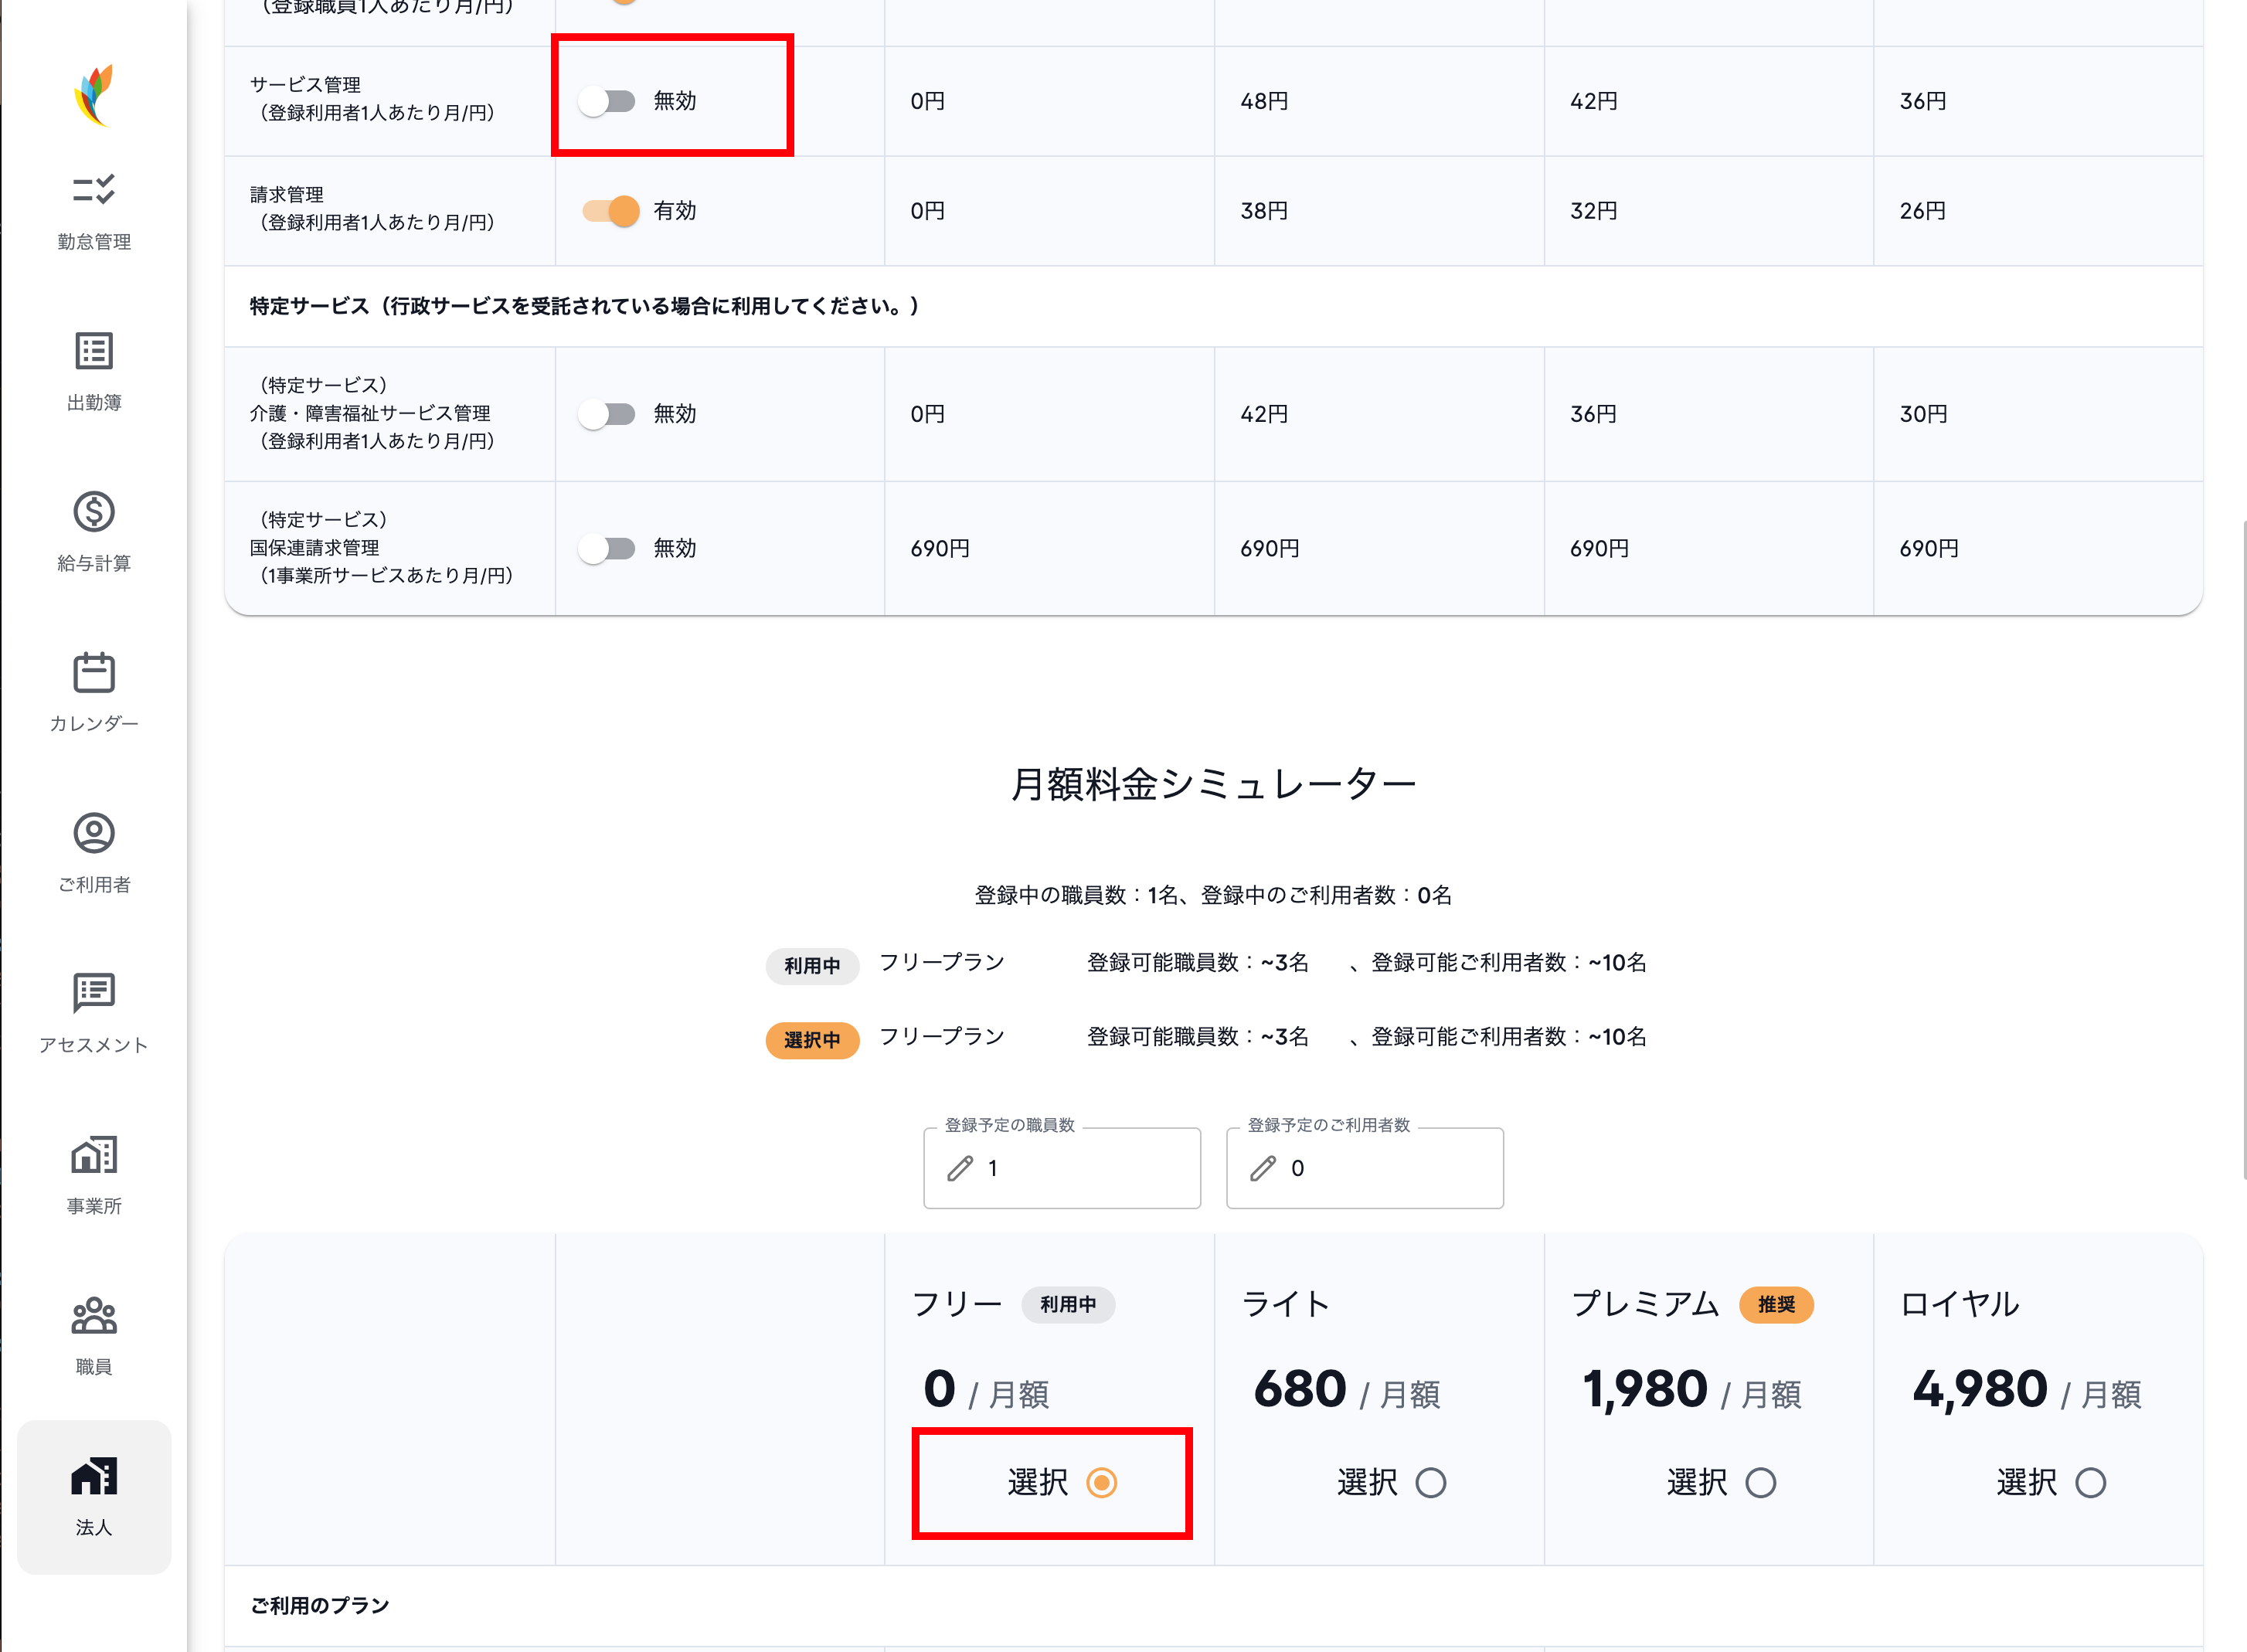 （登録職員1人あたり月/円）
サービス管理
（登録利用者1人あたり月/円）
無効
0円
48円
42円
36円
請求管理
（登録利用者1人あたり月/円）
有効
0円
38円
32円
26円
特定サービス（行政サービスを受託されている場合に利用してください。）
（特定サービス）
介護・障害福祉サービス管理
（登録利用者1人あたり月/円）
無効
0円
42円
36円
30円
（特定サービス）
国保連請求管理
（1事業所サービスあたり月/円）
無効
690円
690円
690円
690円
勤怠管理
出勤簿
給与計算
カレンダー
ご利用者
アセスメント
事業所
職員
法人
月額料金シミュレーター
登録中の職員数：1名、登録中のご利用者数：0名
利用中 フリープラン 登録可能職員数：~3名 、登録可能ご利用者数：~10名
選択中 フリープラン 登録可能職員数：~3名 、登録可能ご利用者数：~10名
登録予定の職員数
1
登録予定のご利用者数
0
フリー 利用中
0 / 月額
選択
ライト
680 / 月額
選択
プレミアム 推奨
1,980 / 月額
選択
ロイヤル
4,980 / 月額
選択
ご利用のプラン